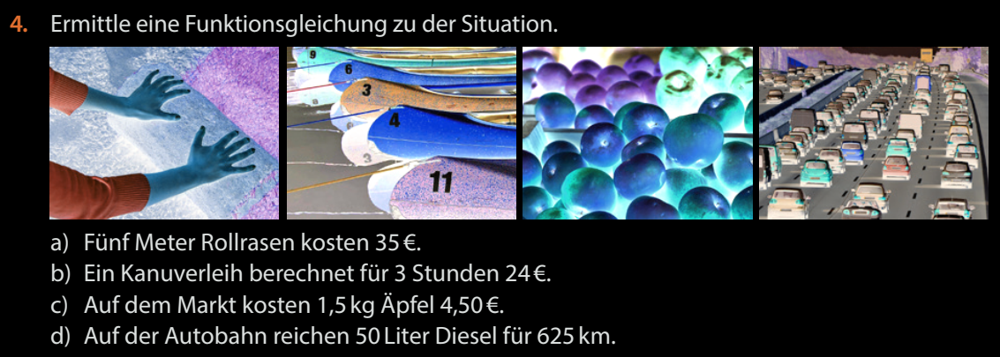 4. Ermittle eine Funktionsgleichung zu der Situation.
9
6
3
4
3
11
a) Fünf Meter Rollrasen kosten 35 €.
b) Ein Kanuverleih berechnet für 3 Stunden 24 €.
c) Auf dem Markt kosten 1,5 kg Äpfel 4,50 €.
d) Auf der Autobahn reichen 50 Liter Diesel für 625 km.